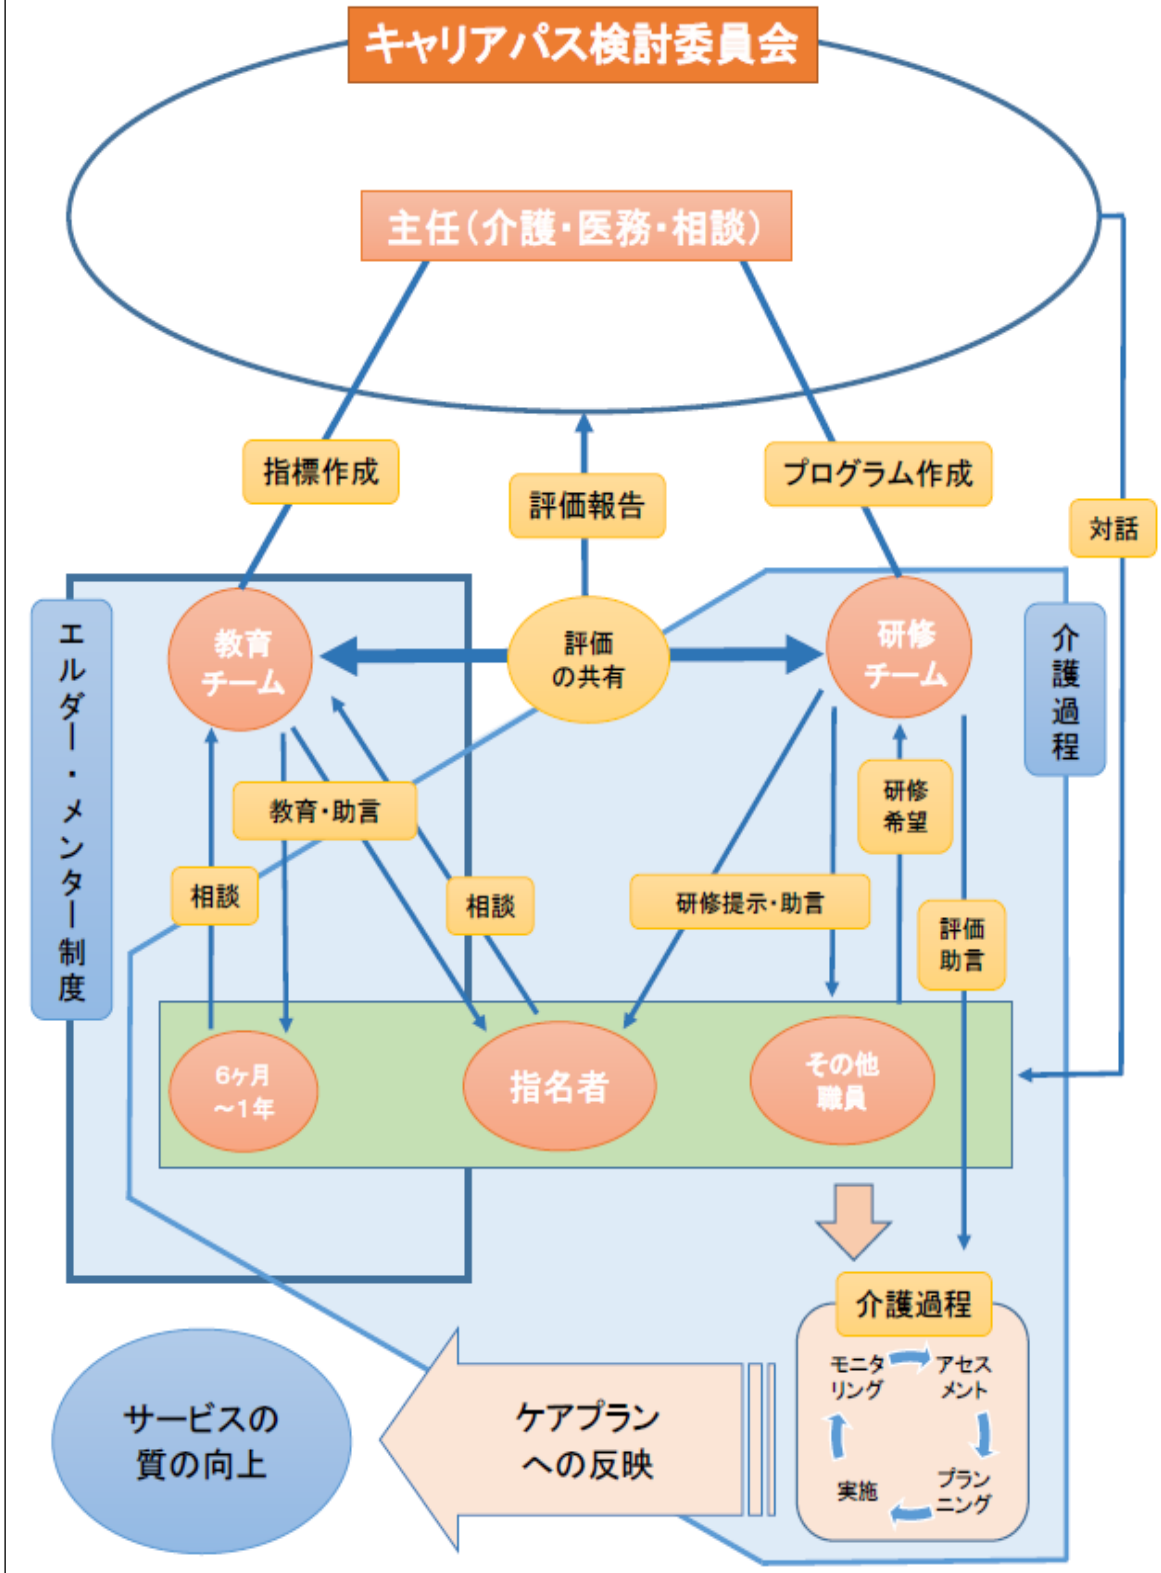 キャリアパス検討委員会
主任(介護・医務・相談)
指標作成
評価報告
プログラム作成
対話
エルダー・メンター制度
教育
チーム
評価
の共有
研修
チーム
介護過程
教育・助言
研修
希望
相談
相談
研修提示・助言
評価
助言
6ヶ月
～1年
指名者
その他
職員
介護過程
モニタ
リング
アセス
メント
プラン
ニング
実施
ケアプラン
への反映
サービスの
質の向上